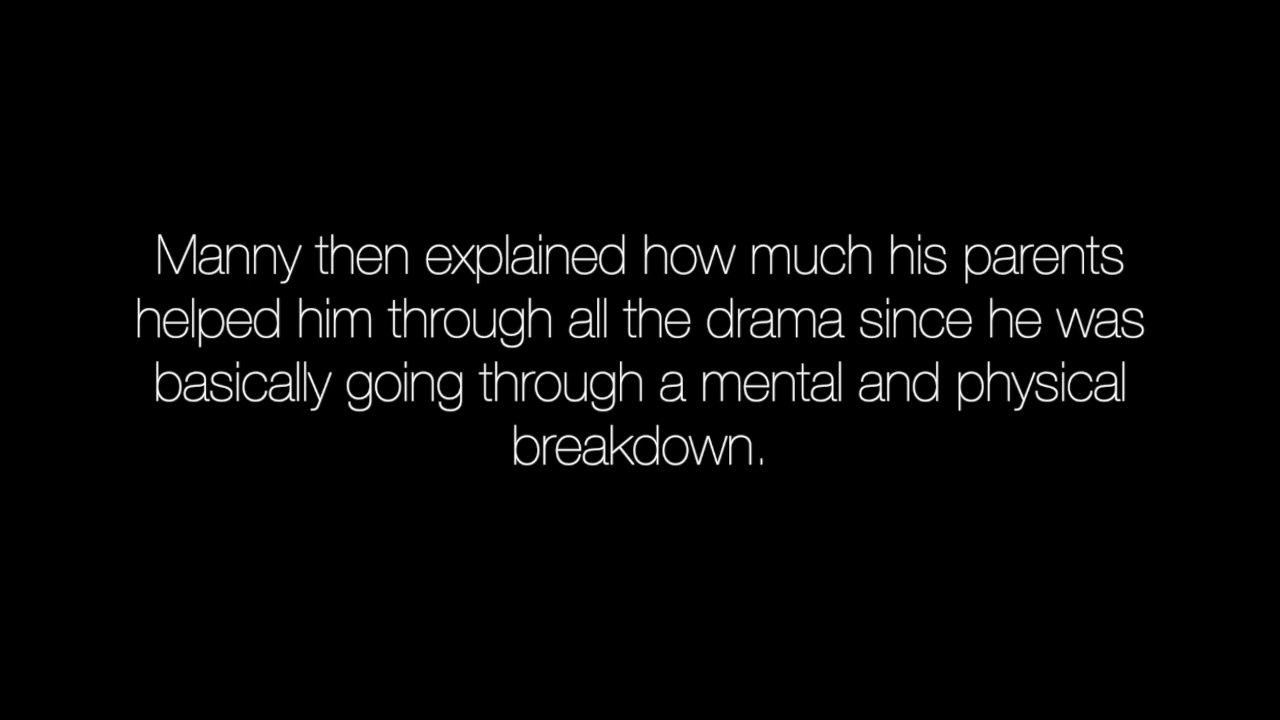 Manny then explained how much his parents
helped him through all the drama since he was
basically going through a mental and physical
breakdown.